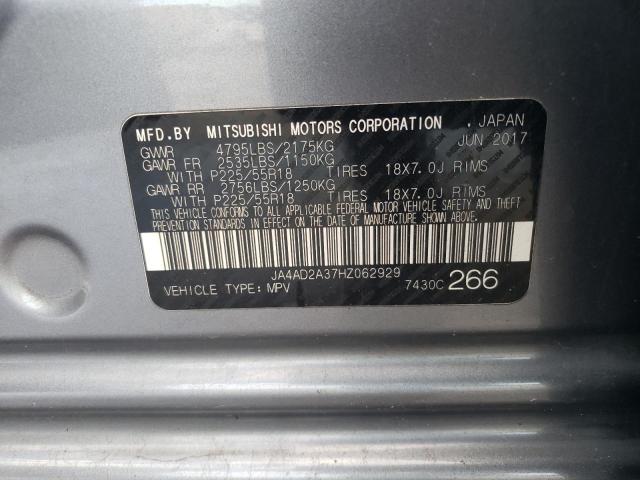 MFD.BY MITSUBISHI MOTORS CORPORATION . JAPAN
GVWR 4795LBS/2175KG JUN 2017
GAWR FR 2535LBS/1150KG
WITH P225/55R18 TIRES 18X7.0J RIMS
GAWR RR 2756LBS/1250KG
WITH P225/55R18 TIRES 18X7.0J RIMS
THIS VEHICLE CONFORMS TO ALL APPLICABLE FEDERAL MOTOR VEHICLE SAFETY AND THEFT
PREVENTION STANDARDS IN EFFECT ON THE DATE OF MANUFACTURE SHOWN ABOVE.
JA4AD2A37HZ062929
VEHICLE TYPE: MPV 7430C 266